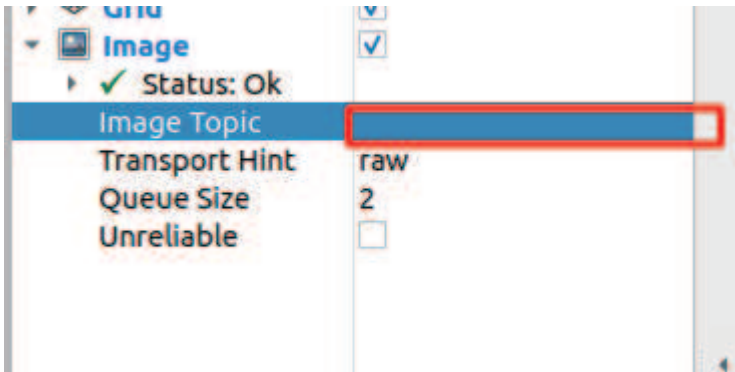 Grid
Image
Status: Ok
Image Topic
Transport Hint raw
Queue Size 2
Unreliable